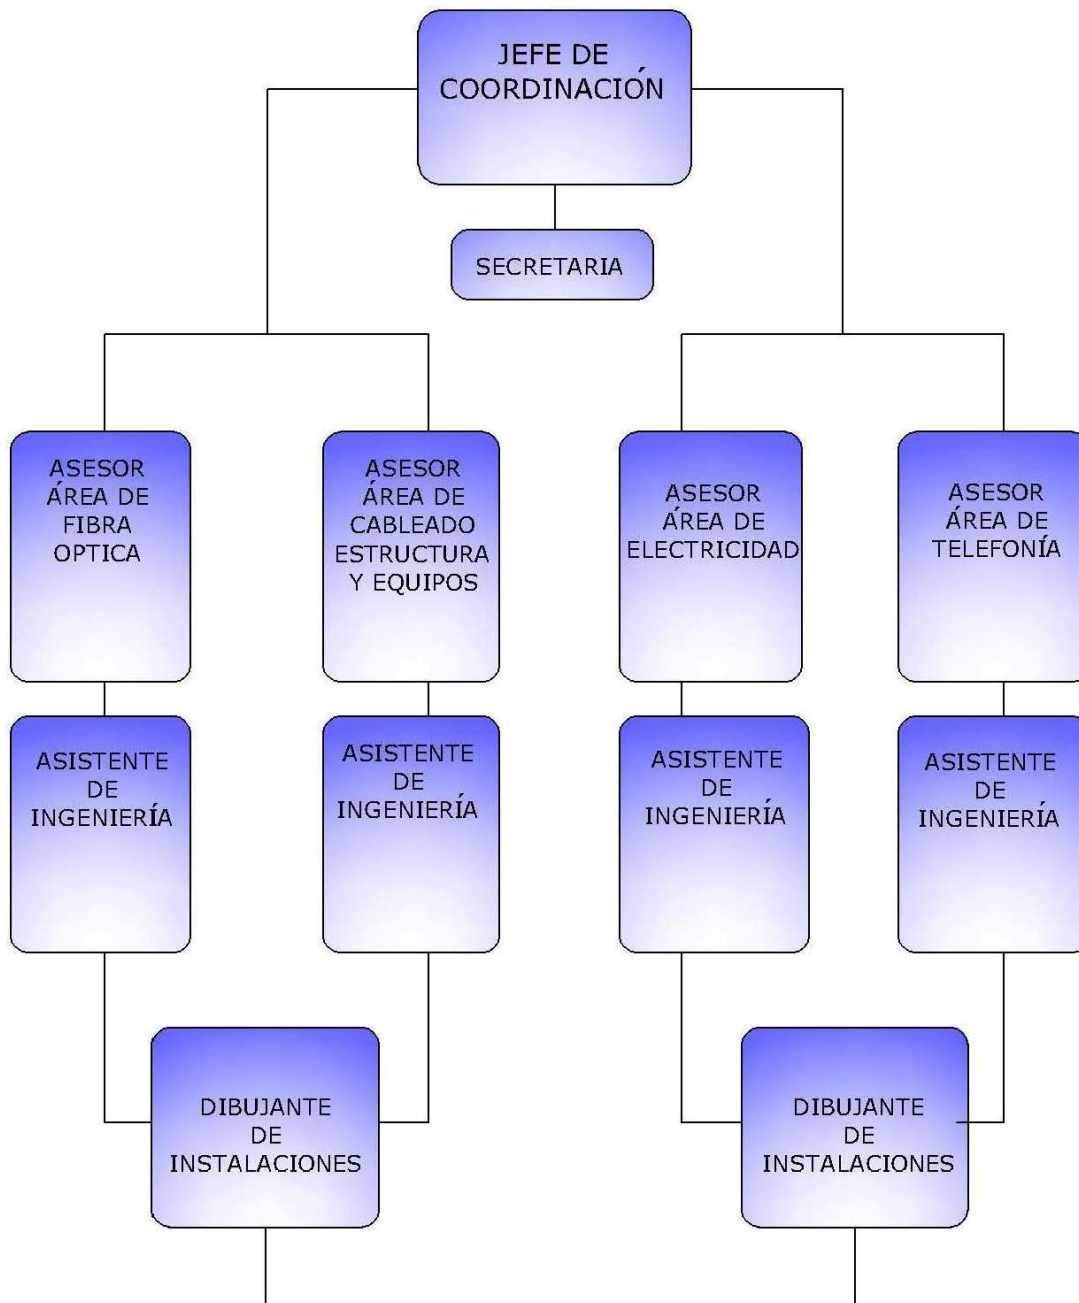 JEFE DE
COORDINACIÓN
SECRETARIA
ASESOR
ÁREA DE
FIBRA
OPTICA
ASESOR
ÁREA DE
CABLEADO
ESTRUCTURA
Y EQUIPOS
ASESOR
ÁREA DE
ELECTRICIDAD
ASESOR
ÁREA DE
TELEFONÍA
ASISTENTE
DE
INGENIERÍA
ASISTENTE
DE
INGENIERÍA
ASISTENTE
DE
INGENIERÍA
ASISTENTE
DE
INGENIERÍA
DIBUJANTE
DE
INSTALACIONES
DIBUJANTE
DE
INSTALACIONES